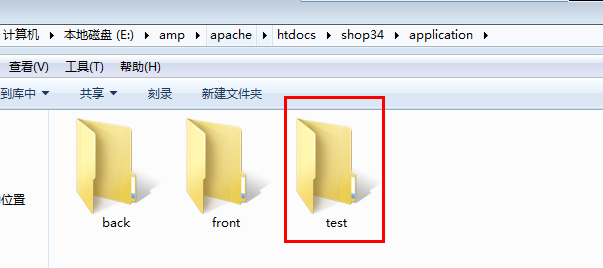 计算机 ▸ 本地磁盘 (E:) ▸ amp ▸ apache ▸ htdocs ▸ shop34 ▸ application ▸
查看(V) 工具(T) 帮助(H)
到库中 共享 刻录 新建文件夹
位置
back front test